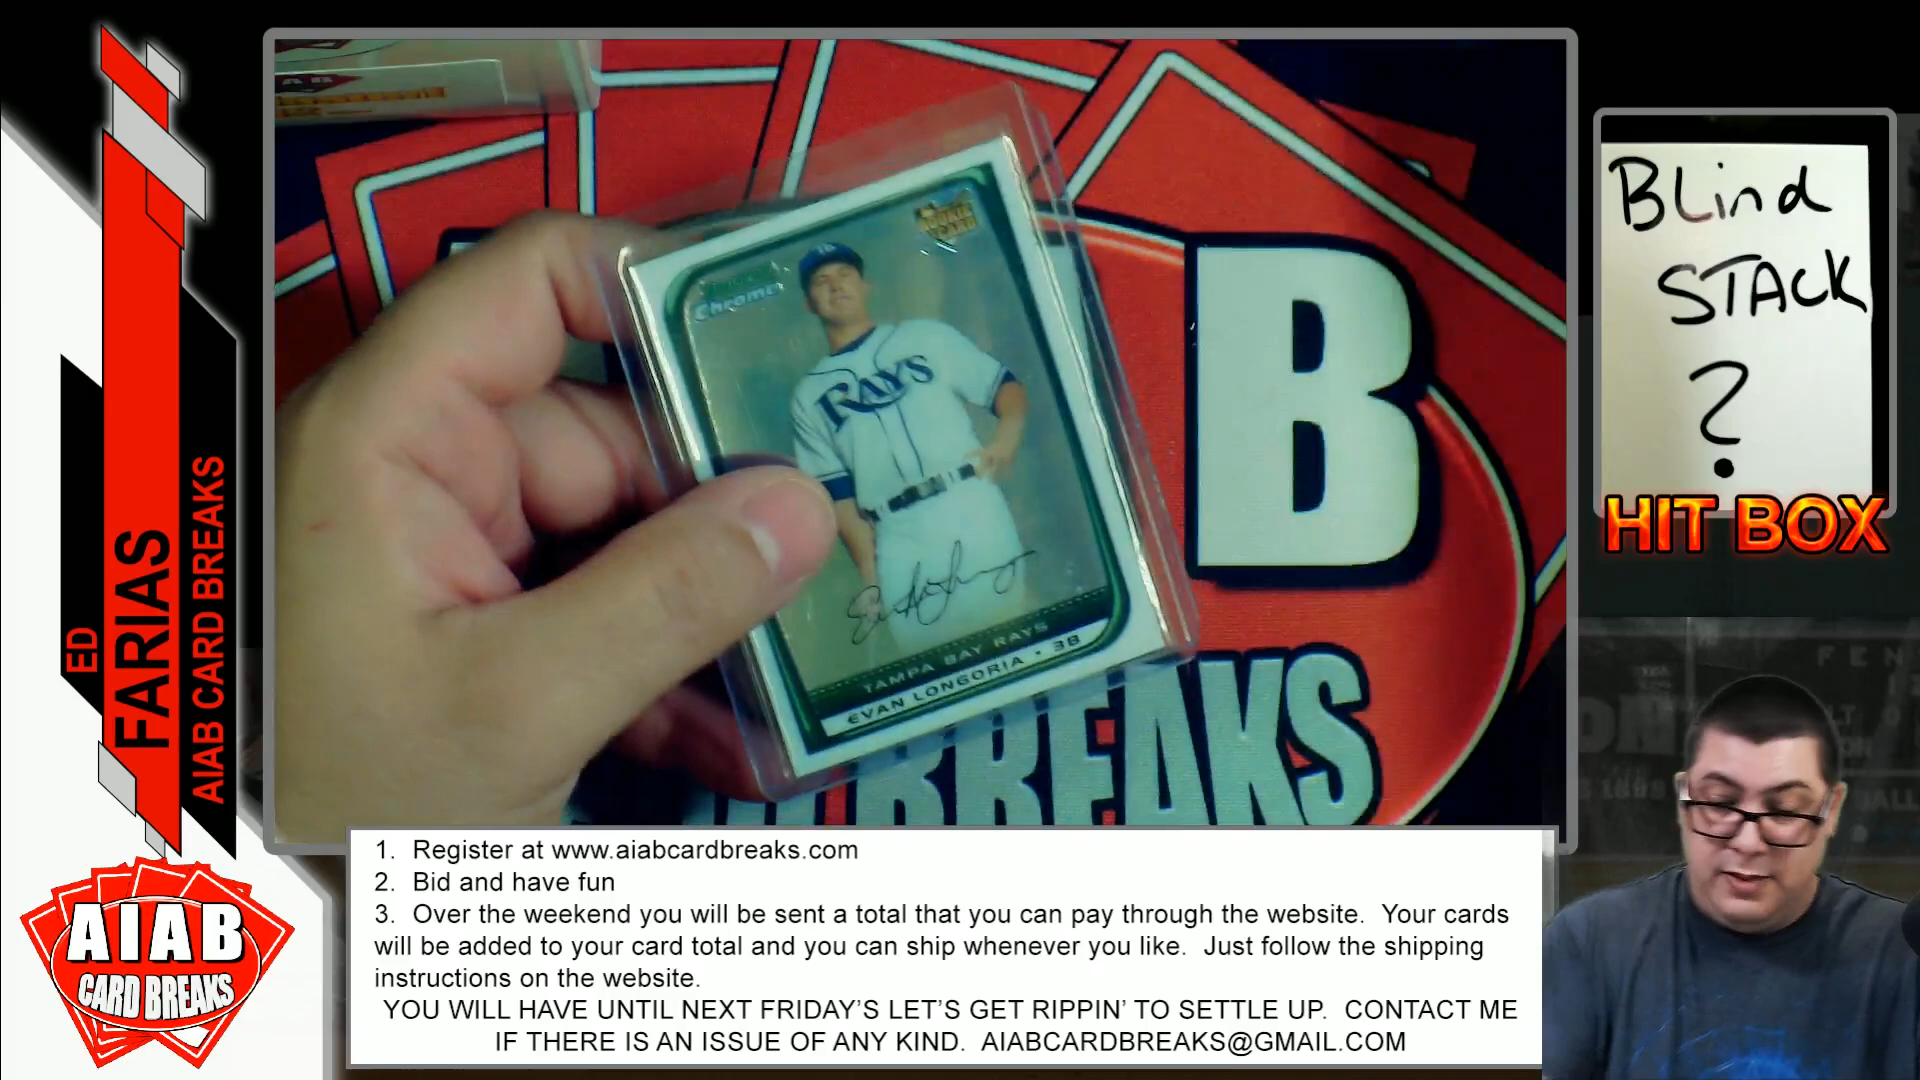 ED
FARIAS
AIAB CARD BREAKS
AIAB
CARD BREAKS
ROOKIE
CARD
Chrome
RAYS
TAMPA BAY RAYS
EVAN LONGORIA • 3B
B
BREAKS
BLind
STACK
?
HIT BOX
1. Register at www.aiabcardbreaks.com
2. Bid and have fun
3. Over the weekend you will be sent a total that you can pay through the website. Your cards
will be added to your card total and you can ship whenever you like. Just follow the shipping
instructions on the website.
YOU WILL HAVE UNTIL NEXT FRIDAY'S LET'S GET RIPPIN' TO SETTLE UP. CONTACT ME
IF THERE IS AN ISSUE OF ANY KIND. AIABCARDBREAKS@GMAIL.COM